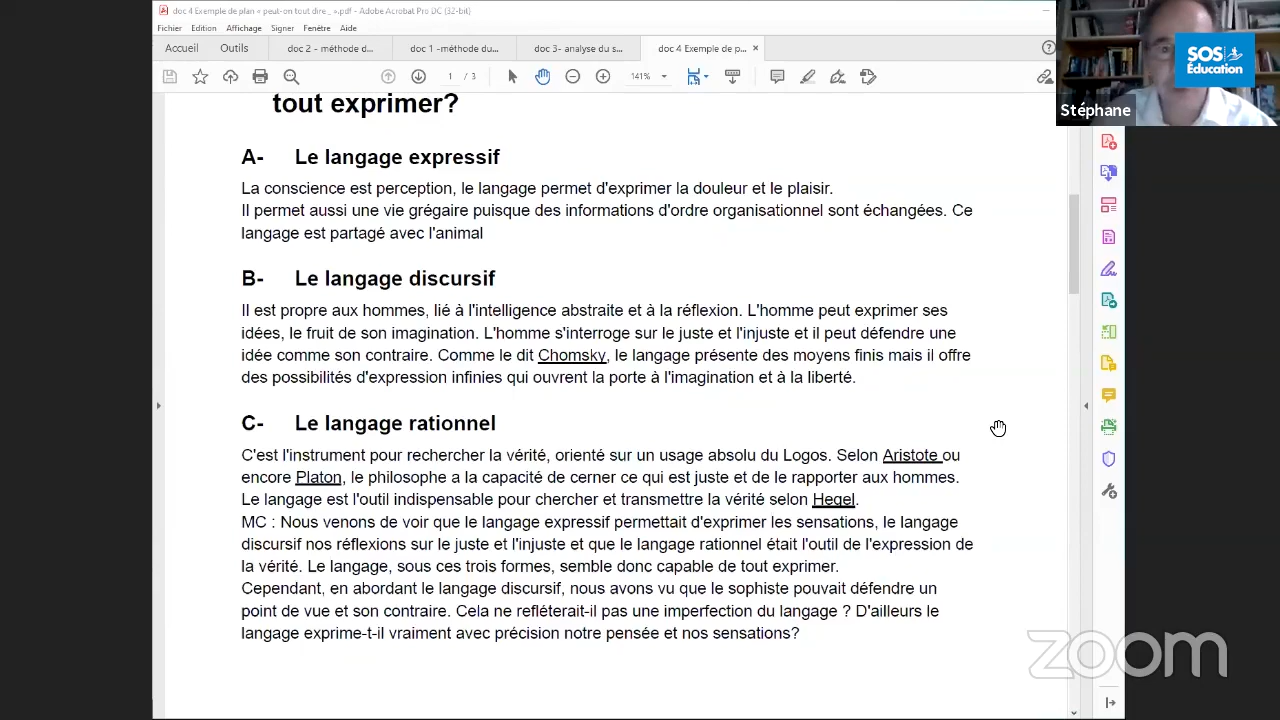 doc 4 Exemple de plan « peut-on tout dire_ ».pdf - Adobe Acrobat Pro DC (32-bit)
Fichier Edition Affichage Signer Fenêtre Aide
Accueil Outils doc 2 - méthode d... doc 1 -méthode du... doc 3- analyse du s... doc 4 Exemple de p... ×
1 / 3 141%
SOS Éducation
Stéphane
tout exprimer?
A- Le langage expressif
La conscience est perception, le langage permet d'exprimer la douleur et le plaisir.
Il permet aussi une vie grégaire puisque des informations d'ordre organisationnel sont échangées. Ce
langage est partagé avec l'animal
B- Le langage discursif
Il est propre aux hommes, lié à l'intelligence abstraite et à la réflexion. L'homme peut exprimer ses
idées, le fruit de son imagination. L'homme s'interroge sur le juste et l'injuste et il peut défendre une
idée comme son contraire. Comme le dit Chomsky, le langage présente des moyens finis mais il offre
des possibilités d'expression infinies qui ouvrent la porte à l'imagination et à la liberté.
C- Le langage rationnel
C'est l'instrument pour rechercher la vérité, orienté sur un usage absolu du Logos. Selon Aristote ou
encore Platon, le philosophe a la capacité de cerner ce qui est juste et de le rapporter aux hommes.
Le langage est l'outil indispensable pour chercher et transmettre la vérité selon Hegel.
MC : Nous venons de voir que le langage expressif permettait d'exprimer les sensations, le langage
discursif nos réflexions sur le juste et l'injuste et que le langage rationnel était l'outil de l'expression de
la vérité. Le langage, sous ces trois formes, semble donc capable de tout exprimer.
Cependant, en abordant le langage discursif, nous avons vu que le sophiste pouvait défendre un
point de vue et son contraire. Cela ne refléterait-il pas une imperfection du langage ? D'ailleurs le
langage exprime-t-il vraiment avec précision notre pensée et nos sensations?
zoom